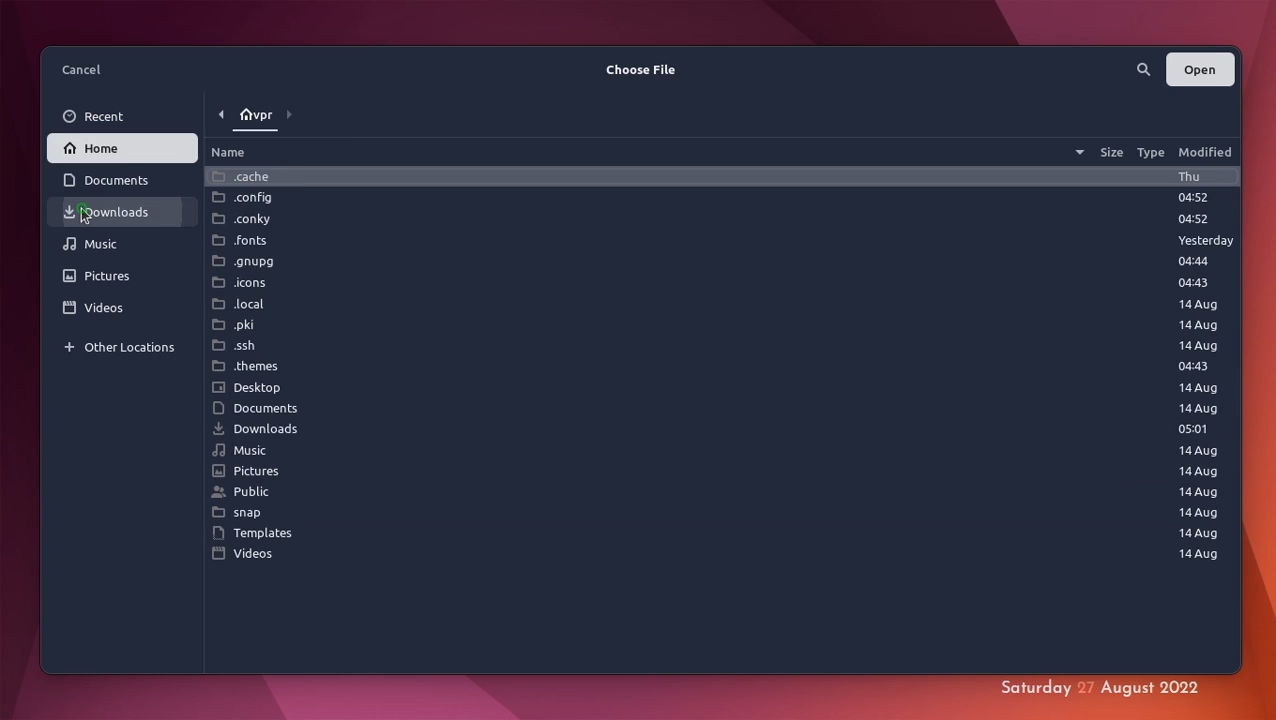 Cancel
Choose File
Open
Recent
Home
Documents
Downloads
Music
Pictures
Videos
Other Locations
vpr
Name Size Type Modified
.cache Thu
.config 04:52
.conky 04:52
.fonts Yesterday
.gnupg 04:44
.icons 04:43
.local 14 Aug
.pki 14 Aug
.ssh 14 Aug
.themes 04:43
Desktop 14 Aug
Documents 14 Aug
Downloads 05:01
Music 14 Aug
Pictures 14 Aug
Public 14 Aug
snap 14 Aug
Templates 14 Aug
Videos 14 Aug
Saturday 27 August 2022